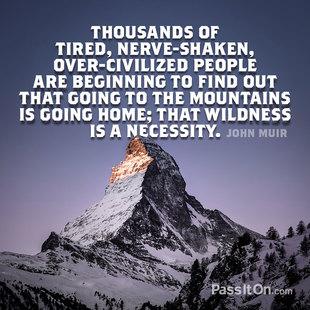 THOUSANDS OF
TIRED, NERVE-SHAKEN,
OVER-CIVILIZED PEOPLE
ARE BEGINNING TO FIND OUT
THAT GOING TO THE MOUNTAINS
IS GOING HOME; THAT WILDNESS
IS A NECESSITY. JOHN MUIR
PassItOn.com